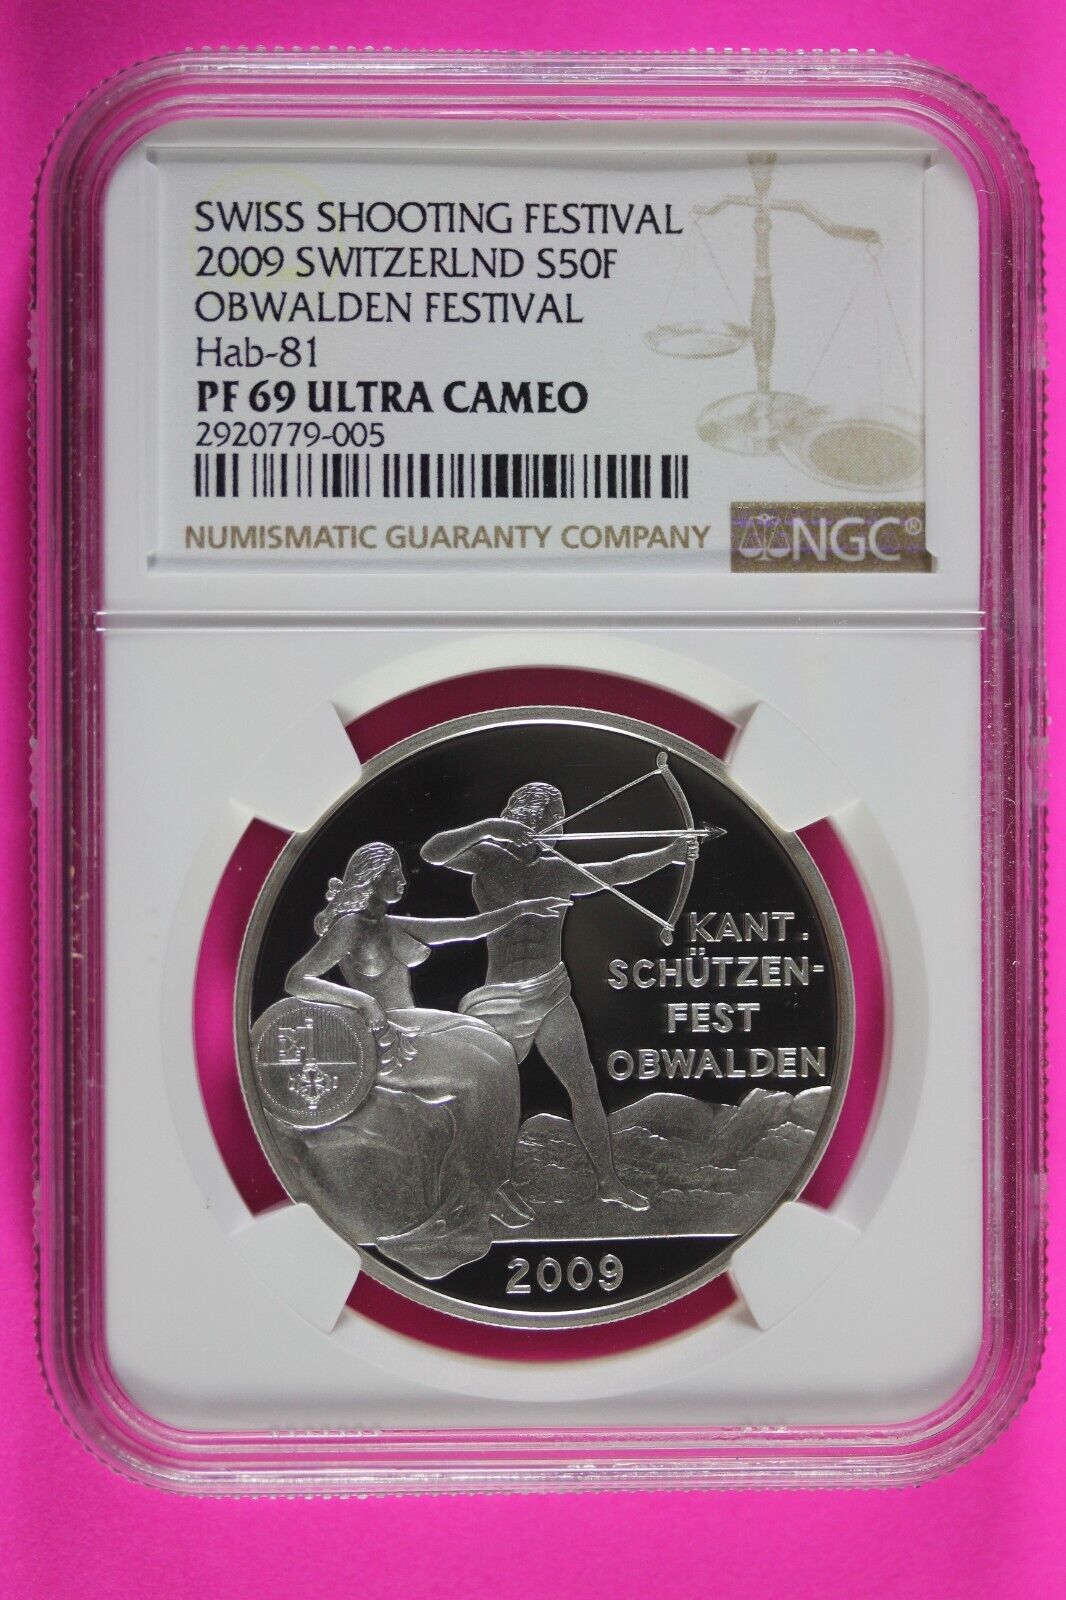 SWISS SHOOTING FESTIVAL
2009 SWITZERLND S50F
OBWALDEN FESTIVAL
Hab-81
PF 69 ULTRA CAMEO
2920779-005
NUMISMATIC GUARANTY COMPANY
NGC®
KANT.
SCHÜTZEN-
FEST
OBWALDEN
2009